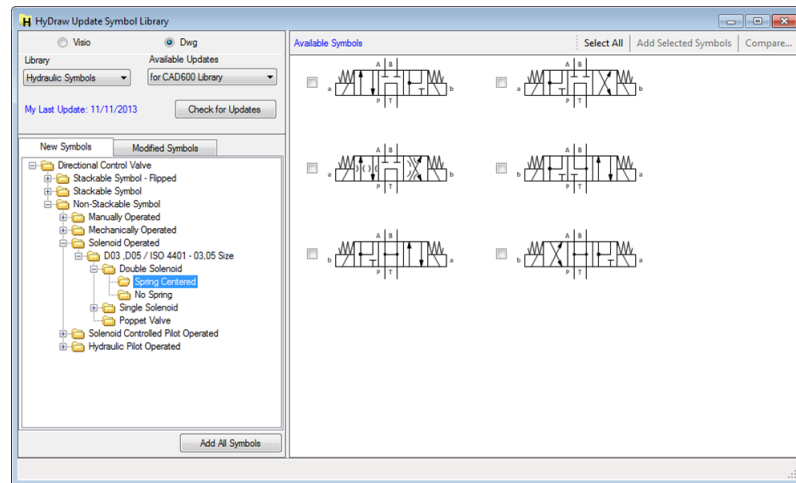 HyDraw Update Symbol Library
Visio
Dwg
Library
Available Updates
Hydraulic Symbols
for CAD600 Library
My Last Update: 11/11/2013
Check for Updates
New Symbols
Modified Symbols
Directional Control Valve
Stackable Symbol - Flipped
Stackable Symbol
Non-Stackable Symbol
Manually Operated
Mechanically Operated
Solenoid Operated
D03 ,D05 / ISO 4401 - 03,05 Size
Double Solenoid
Spring Centered
No Spring
Single Solenoid
Poppet Valve
Solenoid Controlled Pilot Operated
Hydraulic Pilot Operated
Add All Symbols
Available Symbols
Select All
Add Selected Symbols
Compare...
A B
a b
P T
A B
a b
P T
A B
a b
P T
A B
b a
P T
A B
b a
P T
A B
b a
P T